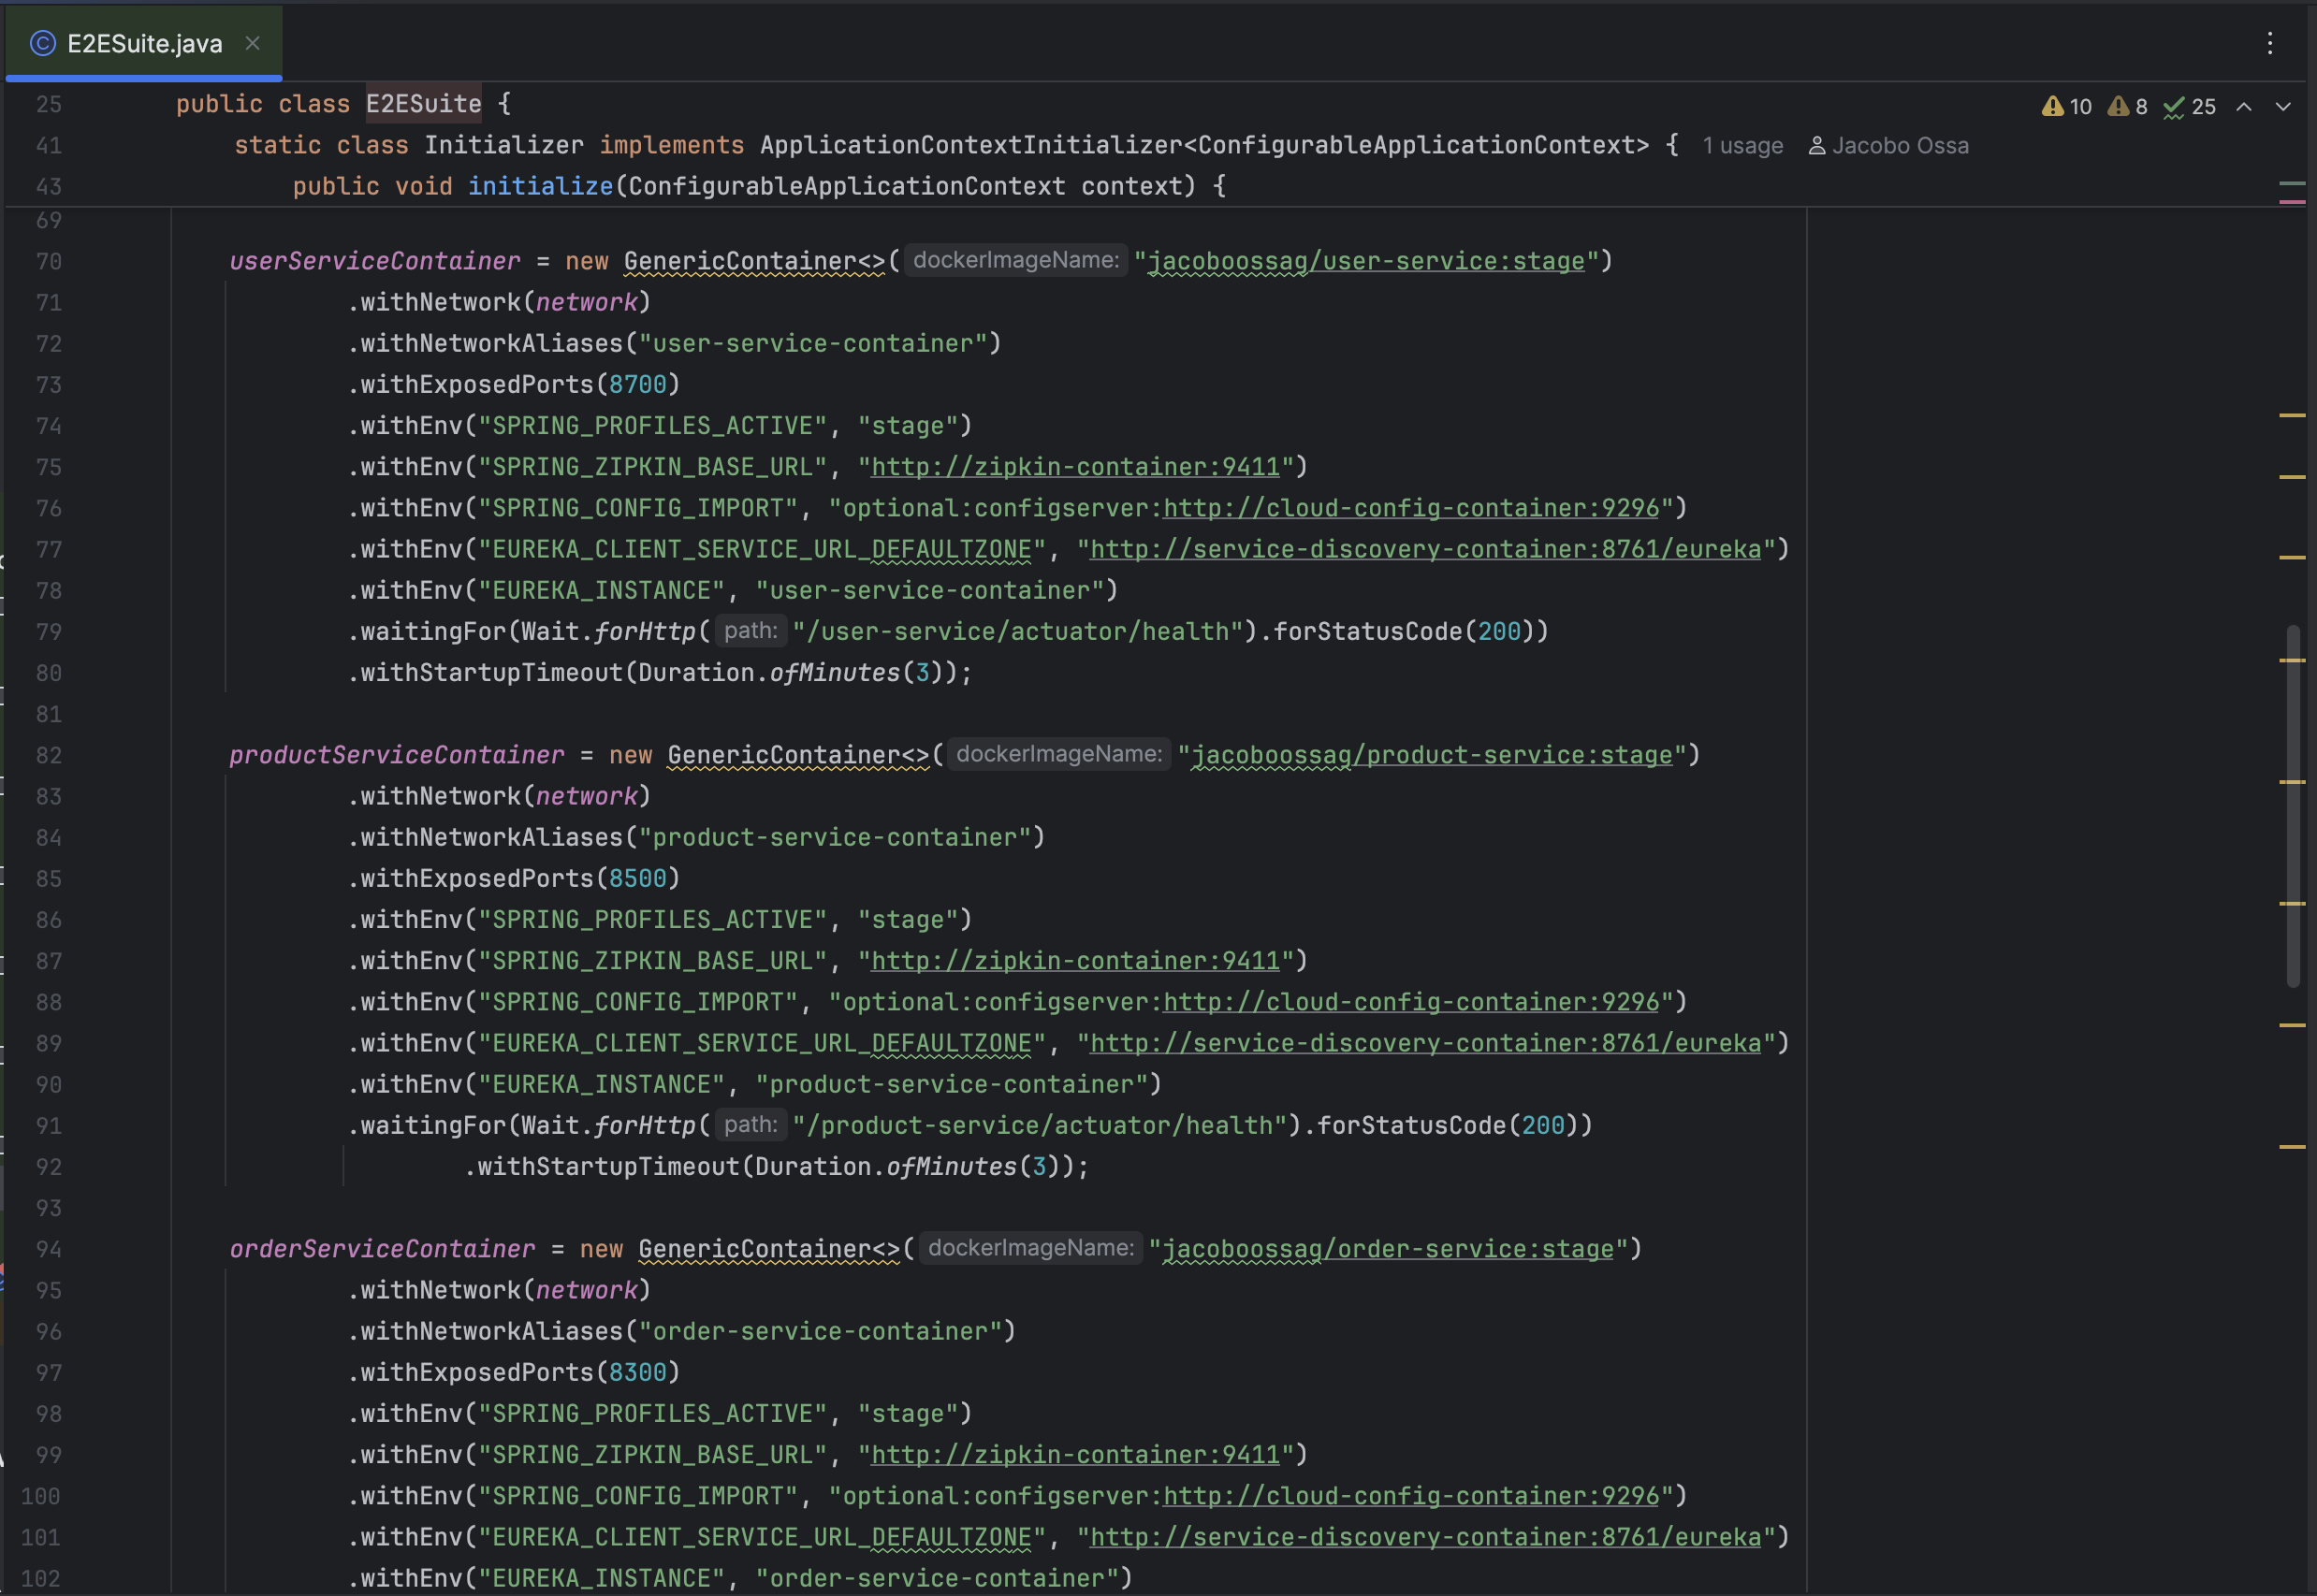 E2ESuite.java
25 public class E2ESuite {
10 8 25
41 static class Initializer implements ApplicationContextInitializer<ConfigurableApplicationContext> { 1 usage Jacobo Ossa
43 public void initialize(ConfigurableApplicationContext context) {
69
70 userServiceContainer = new GenericContainer<>( dockerImageName: "jacoboossag/user-service:stage")
71 .withNetwork(network)
72 .withNetworkAliases("user-service-container")
73 .withExposedPorts(8700)
74 .withEnv("SPRING_PROFILES_ACTIVE", "stage")
75 .withEnv("SPRING_ZIPKIN_BASE_URL", "http://zipkin-container:9411")
76 .withEnv("SPRING_CONFIG_IMPORT", "optional:configserver:http://cloud-config-container:9296")
77 .withEnv("EUREKA_CLIENT_SERVICE_URL_DEFAULTZONE", "http://service-discovery-container:8761/eureka")
78 .withEnv("EUREKA_INSTANCE", "user-service-container")
79 .waitingFor(Wait.forHttp( path: "/user-service/actuator/health").forStatusCode(200))
80 .withStartupTimeout(Duration.ofMinutes(3));
81
82 productServiceContainer = new GenericContainer<>( dockerImageName: "jacoboossag/product-service:stage")
83 .withNetwork(network)
84 .withNetworkAliases("product-service-container")
85 .withExposedPorts(8500)
86 .withEnv("SPRING_PROFILES_ACTIVE", "stage")
87 .withEnv("SPRING_ZIPKIN_BASE_URL", "http://zipkin-container:9411")
88 .withEnv("SPRING_CONFIG_IMPORT", "optional:configserver:http://cloud-config-container:9296")
89 .withEnv("EUREKA_CLIENT_SERVICE_URL_DEFAULTZONE", "http://service-discovery-container:8761/eureka")
90 .withEnv("EUREKA_INSTANCE", "product-service-container")
91 .waitingFor(Wait.forHttp( path: "/product-service/actuator/health").forStatusCode(200))
92 .withStartupTimeout(Duration.ofMinutes(3));
93
94 orderServiceContainer = new GenericContainer<>( dockerImageName: "jacoboossag/order-service:stage")
95 .withNetwork(network)
96 .withNetworkAliases("order-service-container")
97 .withExposedPorts(8300)
98 .withEnv("SPRING_PROFILES_ACTIVE", "stage")
99 .withEnv("SPRING_ZIPKIN_BASE_URL", "http://zipkin-container:9411")
100 .withEnv("SPRING_CONFIG_IMPORT", "optional:configserver:http://cloud-config-container:9296")
101 .withEnv("EUREKA_CLIENT_SERVICE_URL_DEFAULTZONE", "http://service-discovery-container:8761/eureka")
102 .withEnv("EUREKA_INSTANCE", "order-service-container")